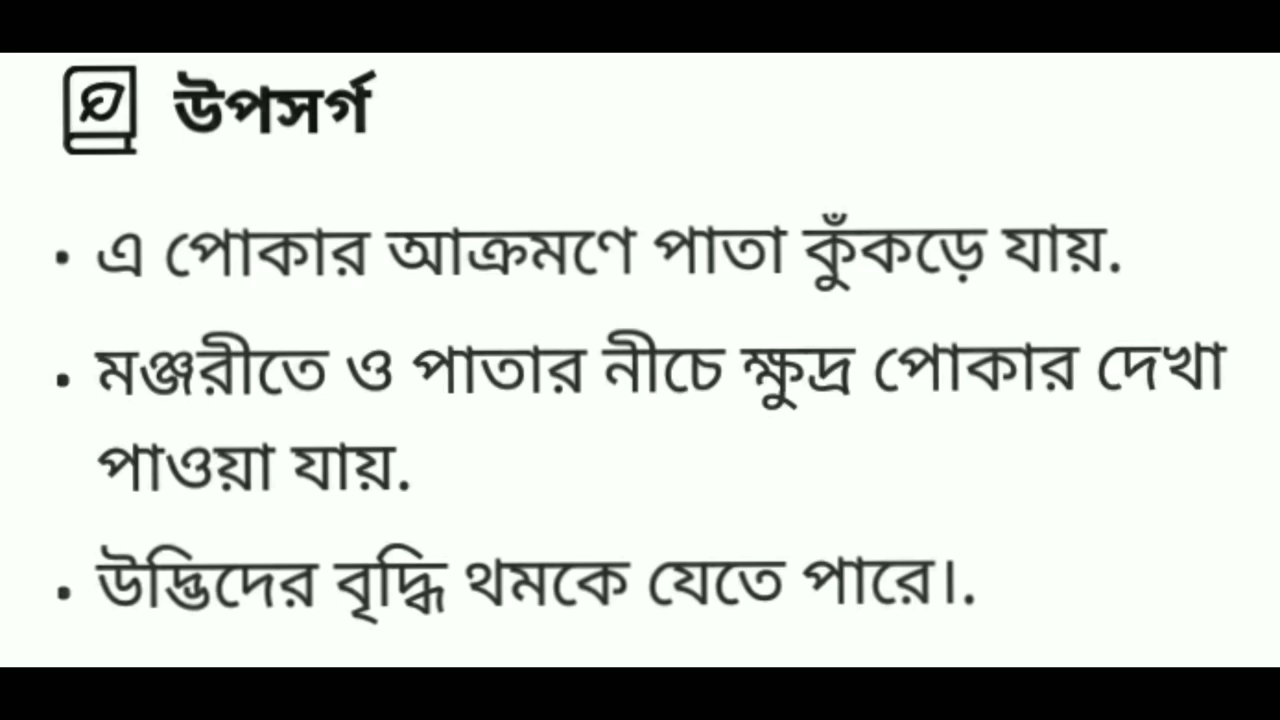 উপসর্গ
• এ পোকার আক্রমণে পাতা কুঁকড়ে যায়.
• মঞ্জরীতে ও পাতার নীচে ক্ষুদ্র পোকার দেখা
পাওয়া যায়.
• উদ্ভিদের বৃদ্ধি থমকে যেতে পারে।.